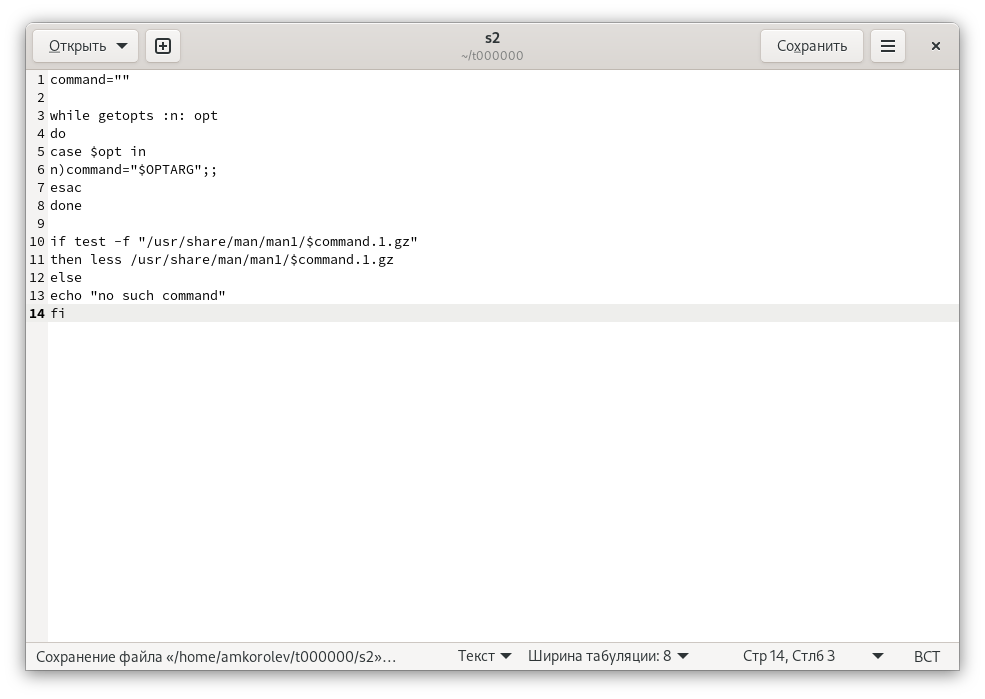 Открыть
s2
~/t000000
Сохранить
1 command=""
2
3 while getopts :n: opt
4 do
5 case $opt in
6 n)command="$OPTARG";;
7 esac
8 done
9
10 if test -f "/usr/share/man/man1/$command.1.gz"
11 then less /usr/share/man/man1/$command.1.gz
12 else
13 echo "no such command"
14 fi
Сохранение файла «/home/amkorolev/t000000/s2»... Текст Ширина табуляции: 8 Стр 14, Стлб 3 ВСТ